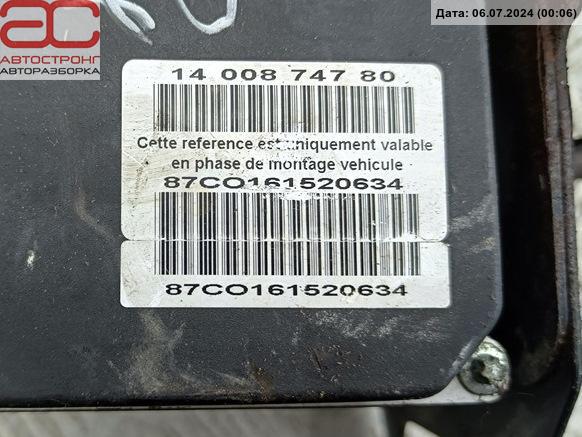 Дата: 06.07.2024 (00:06)
АС
АВТОСТРОНГ
АВТОРАЗБОРКА
14 008 747 80
Cette reference est uniquement valable
en phase de montage vehicule
87CO161520634
87CO161520634